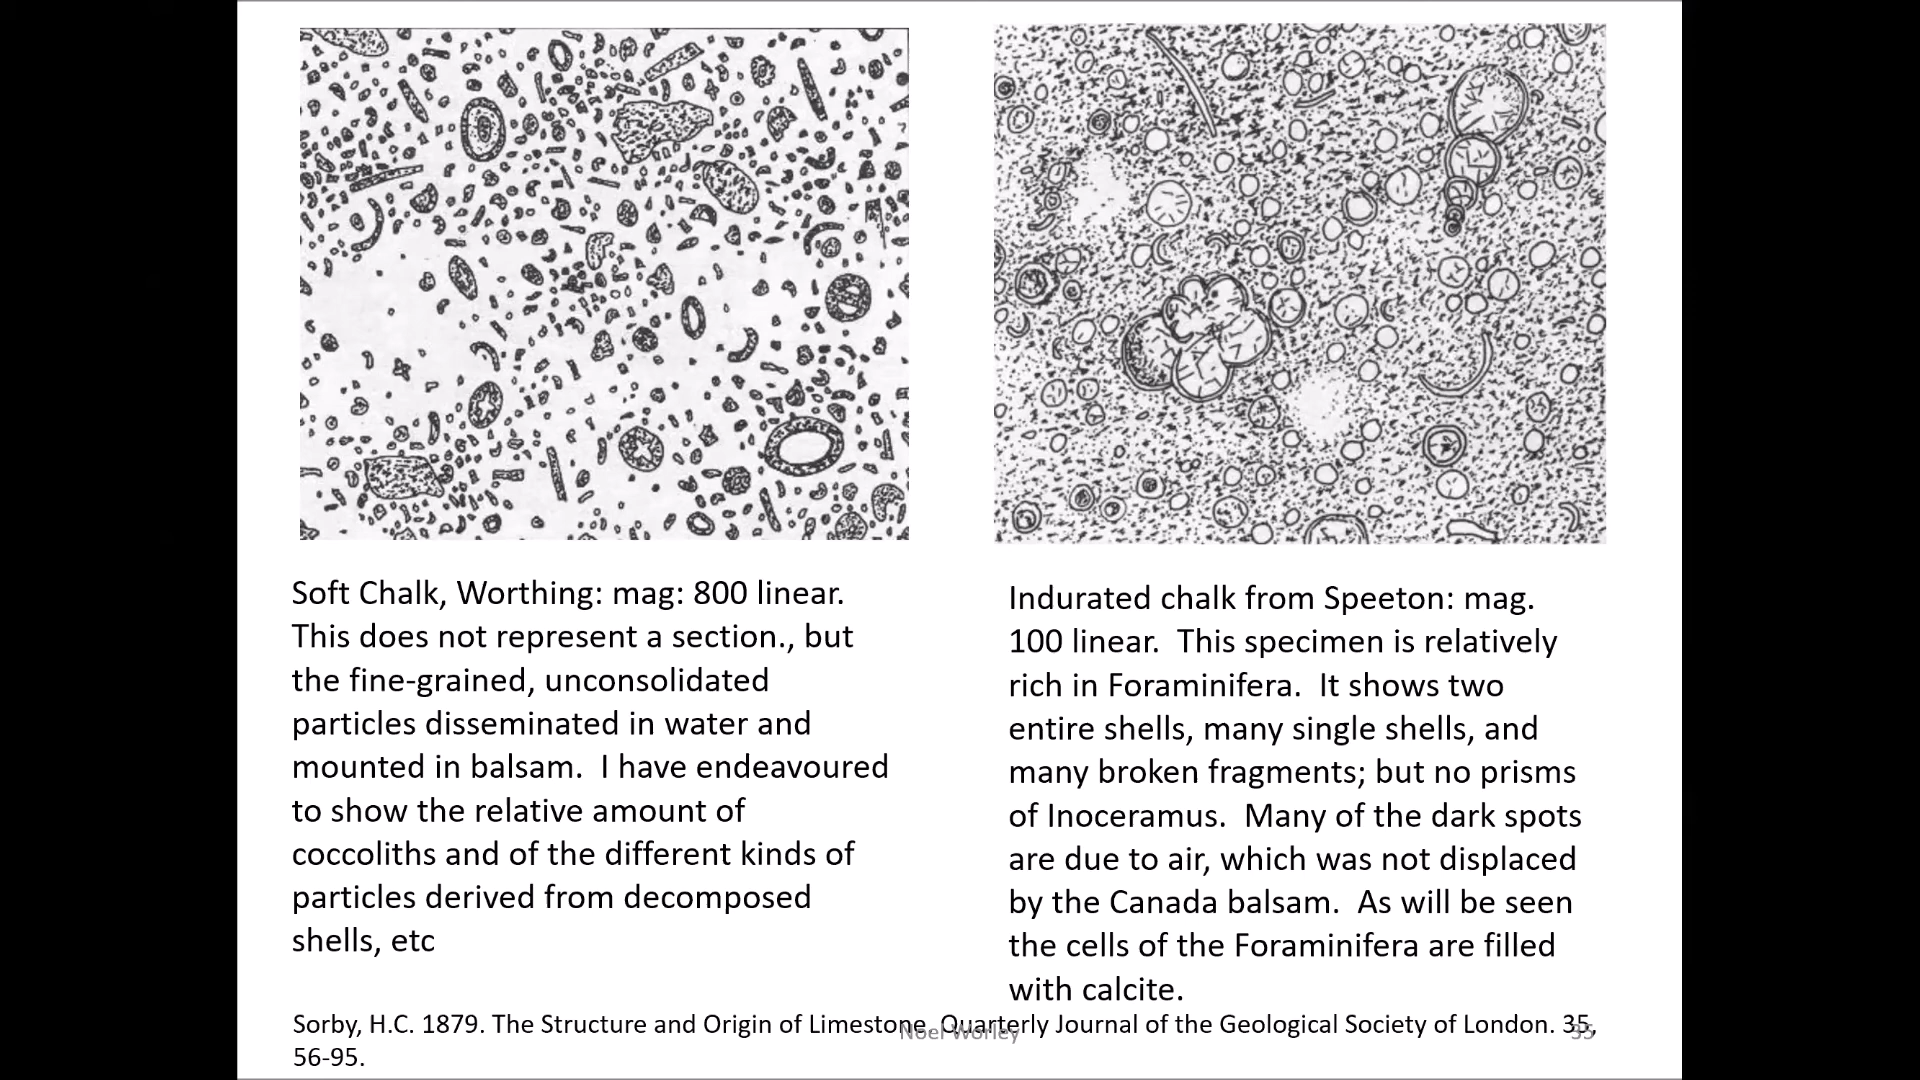 Soft Chalk, Worthing: mag: 800 linear.
This does not represent a section., but
the fine-grained, unconsolidated
particles disseminated in water and
mounted in balsam.  I have endeavoured
to show the relative amount of
coccoliths and of the different kinds of
particles derived from decomposed
shells, etc
Indurated chalk from Speeton: mag.
100 linear.  This specimen is relatively
rich in Foraminifera.  It shows two
entire shells, many single shells, and
many broken fragments; but no prisms
of Inoceramus.  Many of the dark spots
are due to air, which was not displaced
by the Canada balsam.  As will be seen
the cells of the Foraminifera are filled
with calcite.
Sorby, H.C. 1879. The Structure and Origin of Limestone. Quarterly Journal of the Geological Society of London. 35,
56-95.
Noel Worley
35